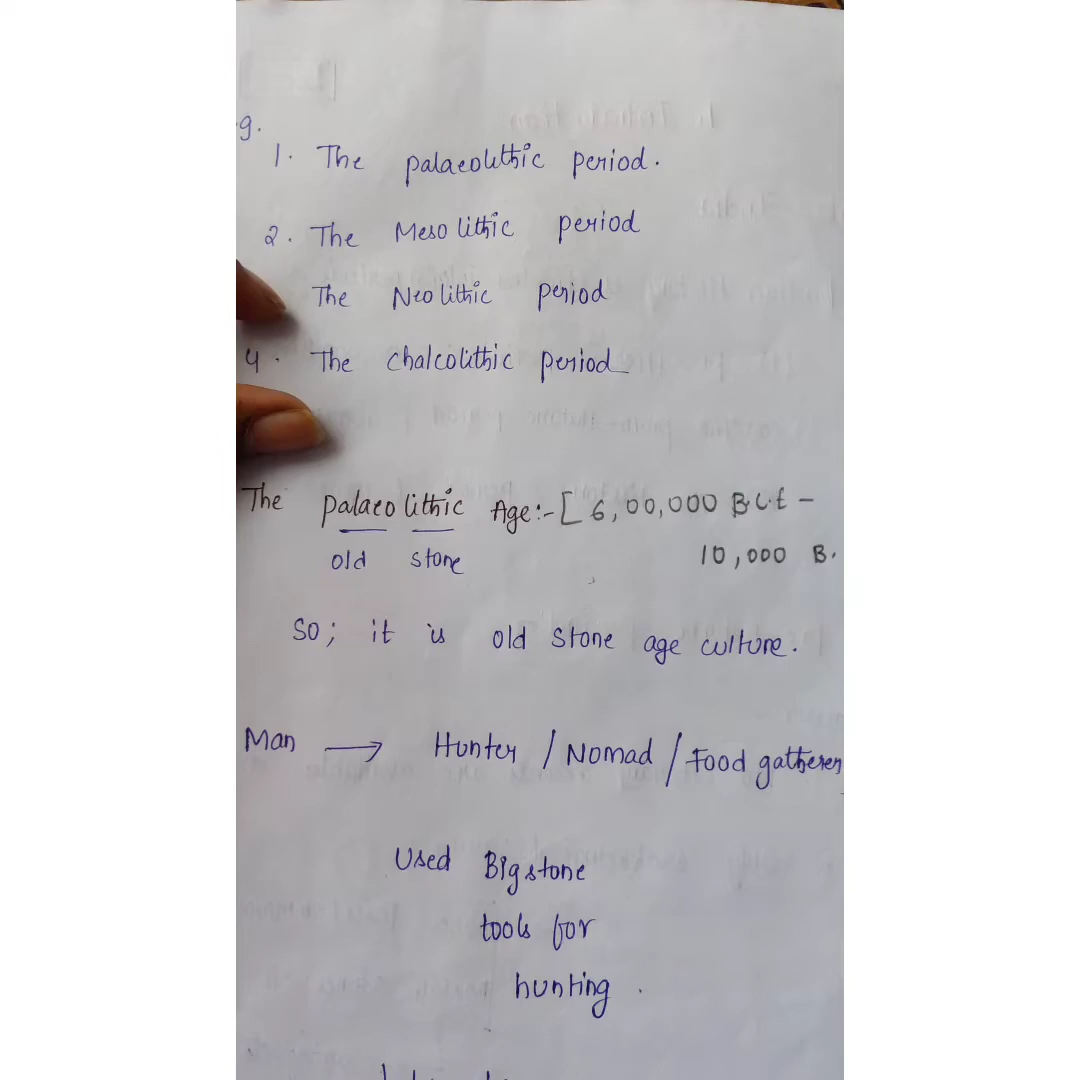 9.
1. The palaeolithic period.
2. The Meso lithic period
The Neo lithic period
4. The chalcolithic period
The palaeo lithic Age:- [ 6,00,000 BCE -
old stone 10,000 B.
So; it is old stone age culture.
Man → Hunter / Nomad / Food gatherer
Used Big stone
tools for
hunting.